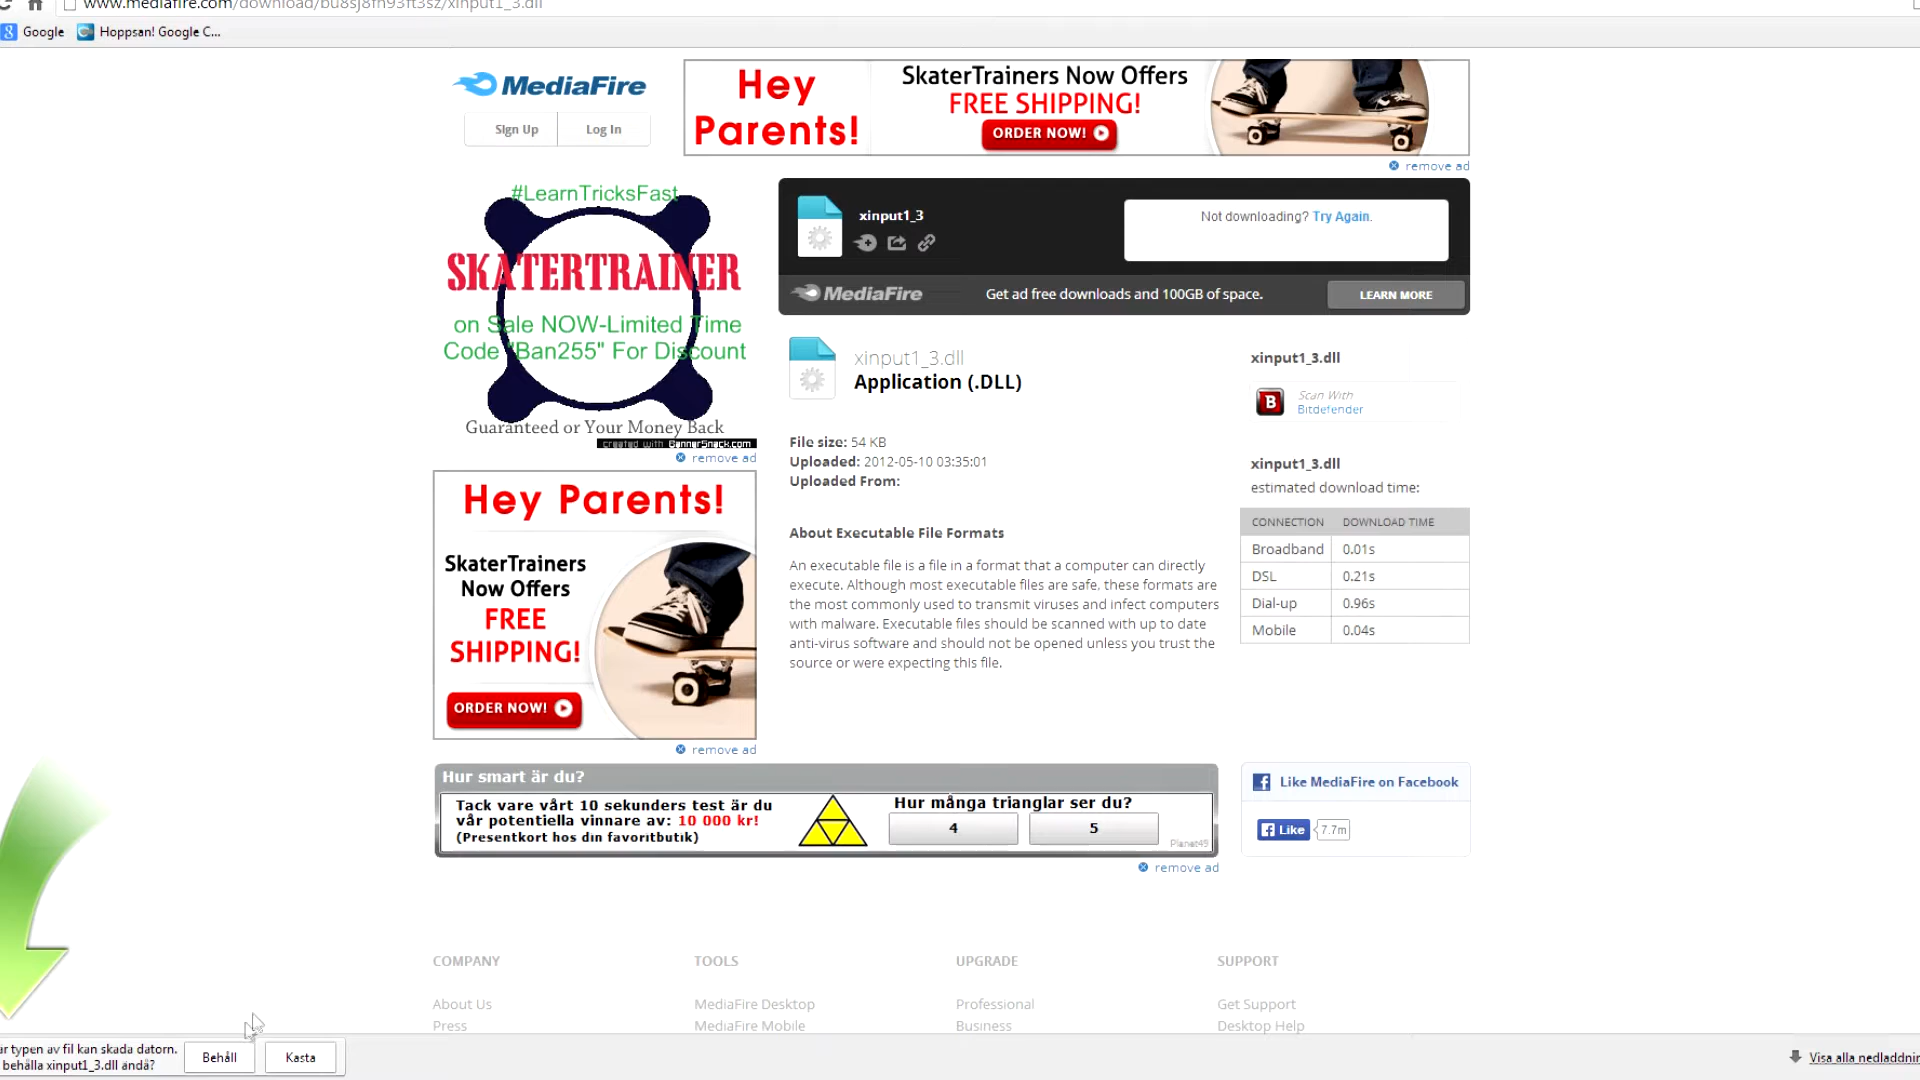 www.mediafire.com/download/bu8sj8fn93ft3sz/xinput1_3.dll
Google
Hoppsan! Google C...
MediaFire
Sign Up
Log In
Hey
Parents!
SkaterTrainers Now Offers
FREE SHIPPING!
ORDER NOW!
remove ad
#LearnTricksFast
SKATERTRAINER
on Sale NOW-Limited Time
Code "Ban255" For Discount
Guaranteed or Your Money Back
created with BannerSnack.com
remove ad
xinput1_3
Not downloading? Try Again.
MediaFire
Get ad free downloads and 100GB of space.
LEARN MORE
xinput1_3.dll
Application (.DLL)
File size: 54 KB
Uploaded: 2012-05-10 03:35:01
Uploaded From:
About Executable File Formats
An executable file is a file in a format that a computer can directly
execute. Although most executable files are safe, these formats are
the most commonly used to transmit viruses and infect computers
with malware. Executable files should be scanned with up to date
anti-virus software and should not be opened unless you trust the
source or were expecting this file.
xinput1_3.dll
Scan With
Bitdefender
xinput1_3.dll
estimated download time:
CONNECTION DOWNLOAD TIME
Broadband 0.01s
DSL 0.21s
Dial-up 0.96s
Mobile 0.04s
Hey Parents!
SkaterTrainers
Now Offers
FREE
SHIPPING!
ORDER NOW!
remove ad
Hur smart är du?
Tack vare vårt 10 sekunders test är du
vår potentiella vinnare av: 10 000 kr!
(Presentkort hos din favoritbutik)
Hur många trianglar ser du?
4
5
Planet49
remove ad
Like MediaFire on Facebook
Like
7.7m
COMPANY
About Us
Press
TOOLS
MediaFire Desktop
MediaFire Mobile
UPGRADE
Professional
Business
SUPPORT
Get Support
Desktop Help
är typen av fil kan skada datorn.
behålla xinput1_3.dll ändå?
Behåll
Kasta
Visa alla nedladdnin